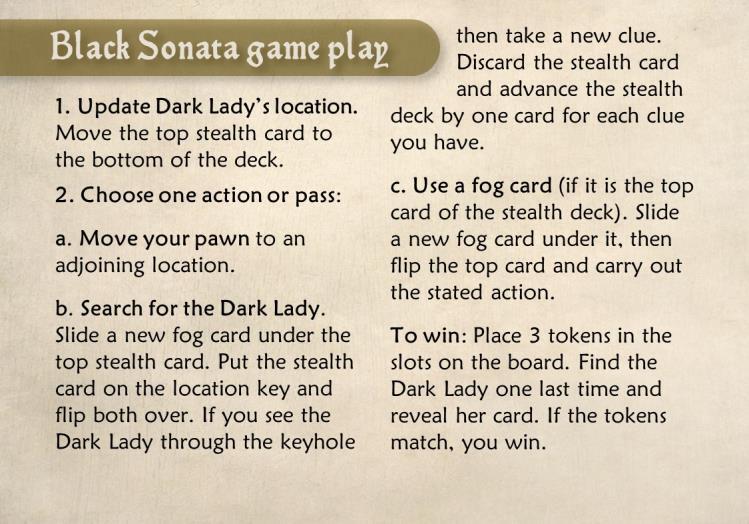 Black Sonata game play
1. Update Dark Lady's location.
Move the top stealth card to
the bottom of the deck.
2. Choose one action or pass:
a. Move your pawn to an
adjoining location.
b. Search for the Dark Lady.
Slide a new fog card under the
top stealth card. Put the stealth
card on the location key and
flip both over. If you see the
Dark Lady through the keyhole
then take a new clue.
Discard the stealth card
and advance the stealth
deck by one card for each clue
you have.
c. Use a fog card (if it is the top
card of the stealth deck). Slide
a new fog card under it, then
flip the top card and carry out
the stated action.
To win: Place 3 tokens in the
slots on the board. Find the
Dark Lady one last time and
reveal her card. If the tokens
match, you win.